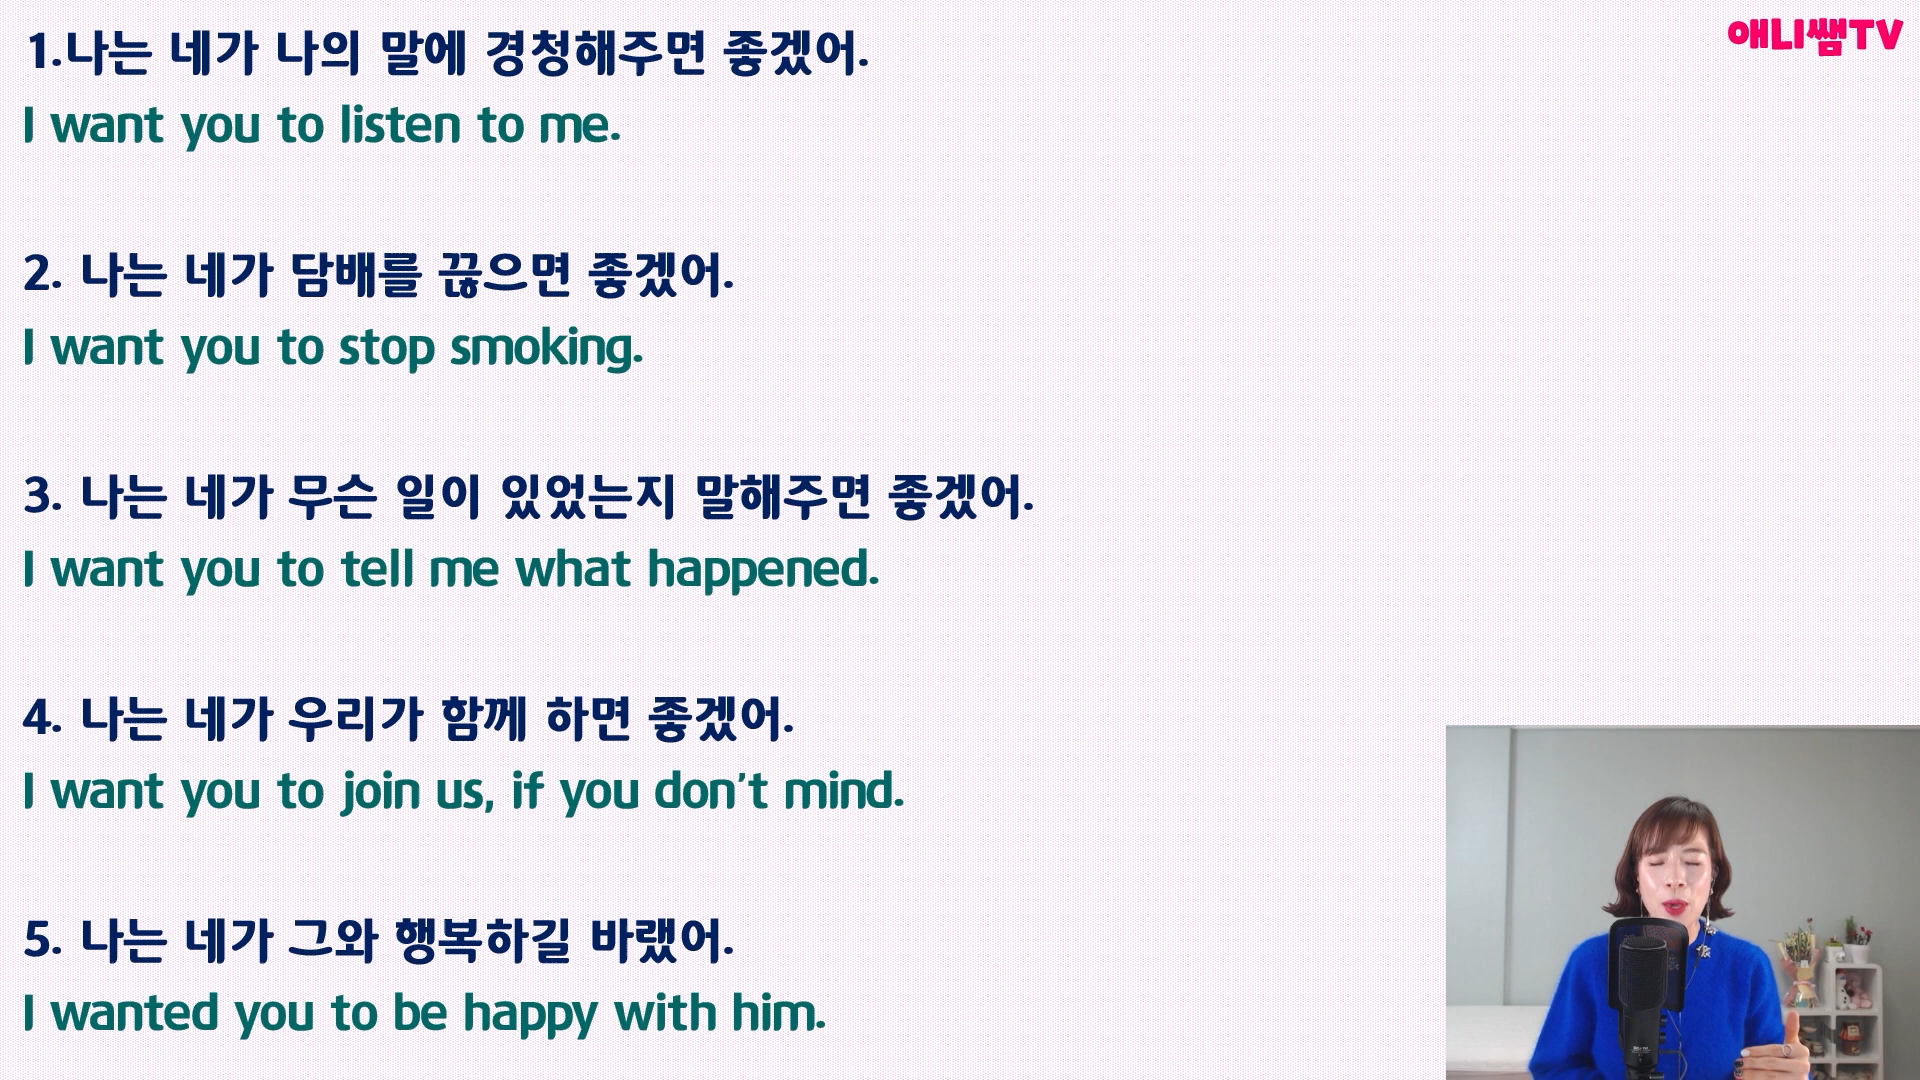 애니쌤TV
1.나는 네가 나의 말에 경청해주면 좋겠어.
I want you to listen to me.
2. 나는 네가 담배를 끊으면 좋겠어.
I want you to stop smoking.
3. 나는 네가 무슨 일이 있었는지 말해주면 좋겠어.
I want you to tell me what happened.
4. 나는 네가 우리가 함께 하면 좋겠어.
I want you to join us, if you don't mind.
5. 나는 네가 그와 행복하길 바랬어.
I wanted you to be happy with him.